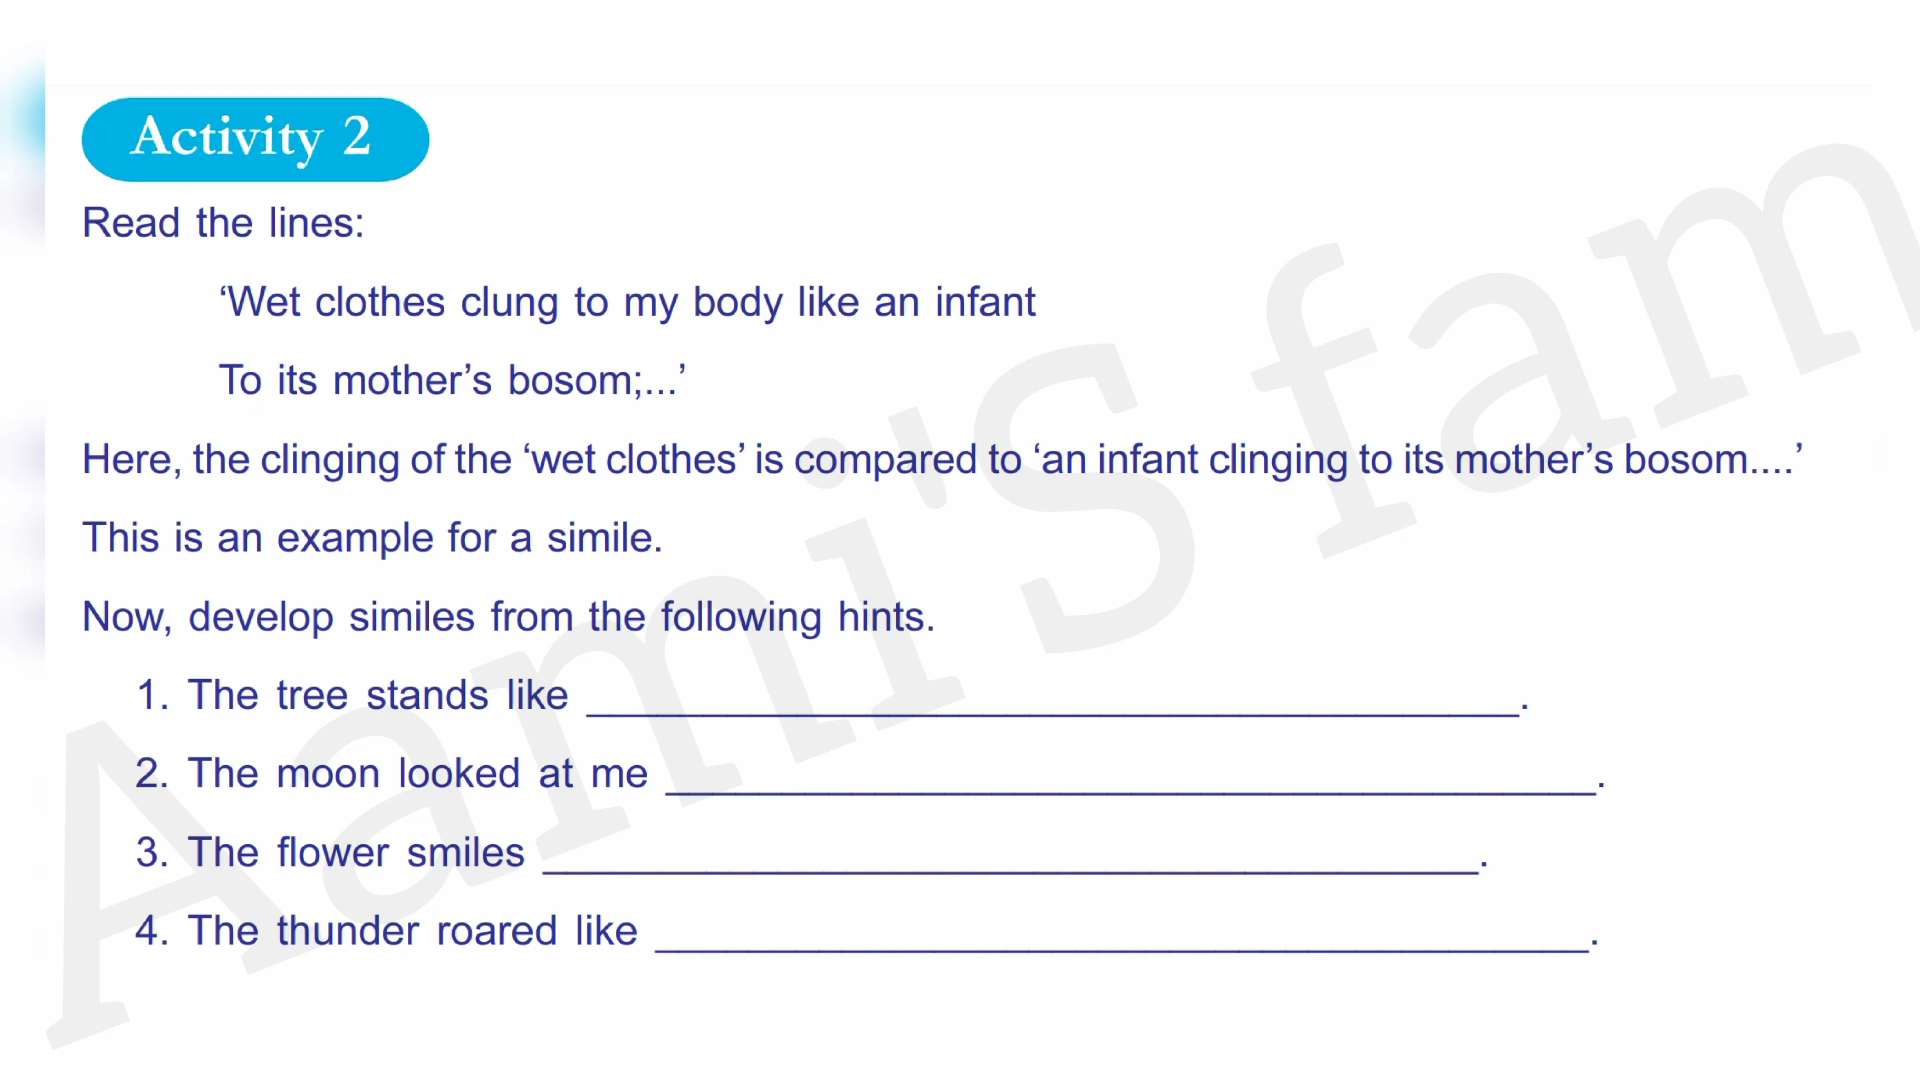 Activity 2
Read the lines:
‘Wet clothes clung to my body like an infant
To its mother’s bosom;...’
Here, the clinging of the ‘wet clothes’ is compared to ‘an infant clinging to its mother’s bosom....’
This is an example for a simile.
Now, develop similes from the following hints.
1. The tree stands like ________________________________________.
2. The moon looked at me ________________________________________.
3. The flower smiles ________________________________________.
4. The thunder roared like ________________________________________.
Aami'S fam